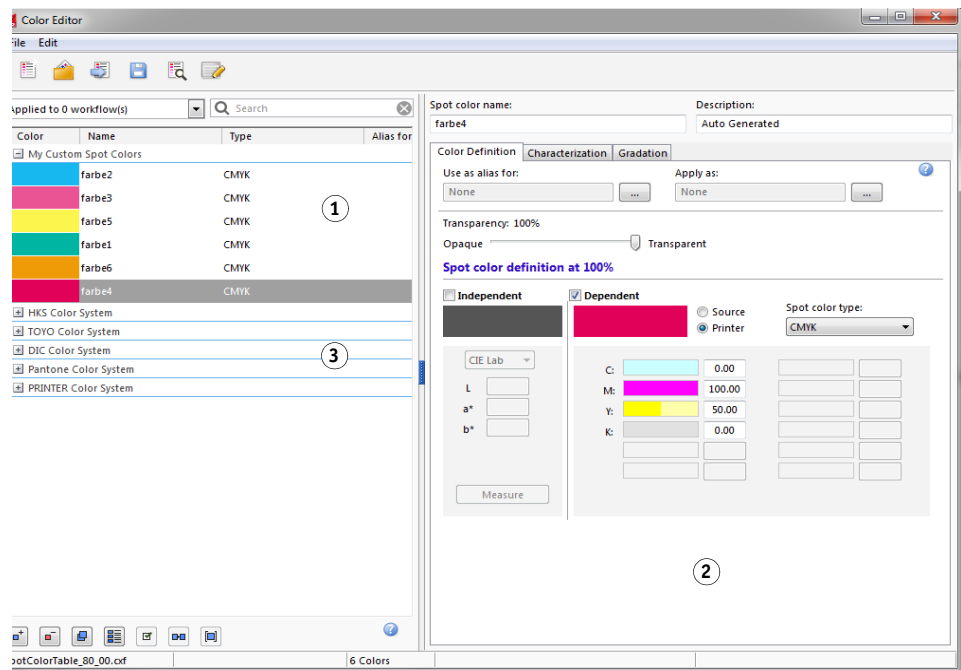 Color Editor
File Edit
Applied to 0 workflow(s) Search
Color Name Type Alias for
My Custom Spot Colors
farbe2 CMYK
farbe3 CMYK
farbe5 CMYK
farbe1 CMYK
farbe6 CMYK
farbe4 CMYK
HKS Color System
TOYO Color System
DIC Color System
Pantone Color System
PRINTER Color System
1
3
potColorTable_80_00.cxf 6 Colors
Spot color name: Description:
farbe4 Auto Generated
Color Definition Characterization Gradation
Use as alias for: Apply as:
None ... None ...
Transparency: 100%
Opaque Transparent
Spot color definition at 100%
Independent Dependent
Source
Printer
Spot color type:
CMYK
CIE Lab
L
a*
b*
Measure
C: 0.00
M: 100.00
Y: 50.00
K: 0.00
2